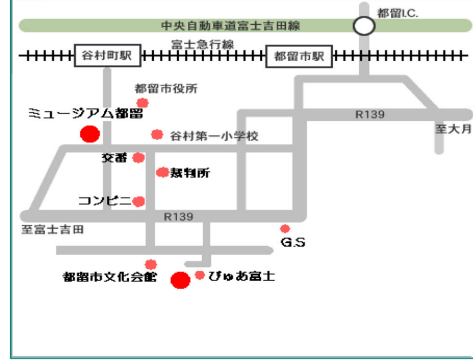 都留I.C.
中央自動車道富士吉田線
富士急行線
谷村町駅
都留市駅
都留市役所
ミュージアム都留
R139
谷村第一小学校
至大月
交番
裁判所
コンビニ
R139
至富士吉田
G.S
都留市文化会館
ぴゅあ富士